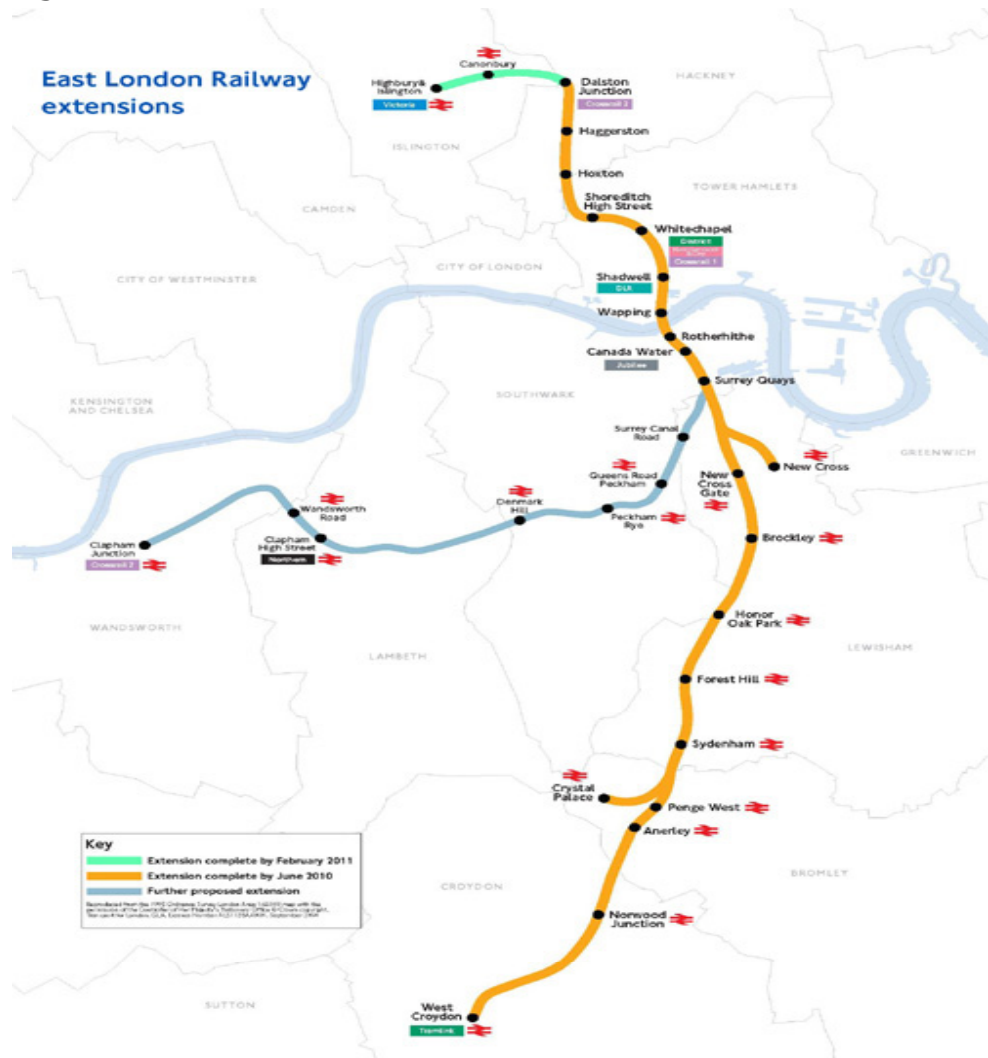 East London Railway
extensions
Canonbury
Highbury&
Islington
Victoria
Dalston
Junction
Crossrail 2
HACKNEY
Haggerston
ISLINGTON
Hoxton
TOWER HAMLETS
Shoreditch
High Street
CAMDEN
Whitechapel
District
Crossrail 1
CITY OF LONDON
CITY OF WESTMINSTER
Shadwell
DLR
Wapping
Rotherhithe
Canada Water
Jubilee
Surrey Quays
KENSINGTON
AND CHELSEA
SOUTHWARK
Surrey Canal
Road
GREENWICH
Queens Road
Peckham
New
Cross
Gate
New Cross
Wandsworth
Road
Denmark
Hill
Peckham
Rye
Clapham
Junction
Crossrail 2
Clapham
High Street
Northern
Brockley
WANDSWORTH
LAMBETH
Honor
Oak Park
LEWISHAM
Forest Hill
Sydenham
Crystal
Palace
Penge West
Anerley
Key
Extension complete by February 2011
Extension complete by June 2010
Further proposed extension
CROYDON
BROMLEY
Norwood
Junction
SUTTON
West
Croydon
Tramlink